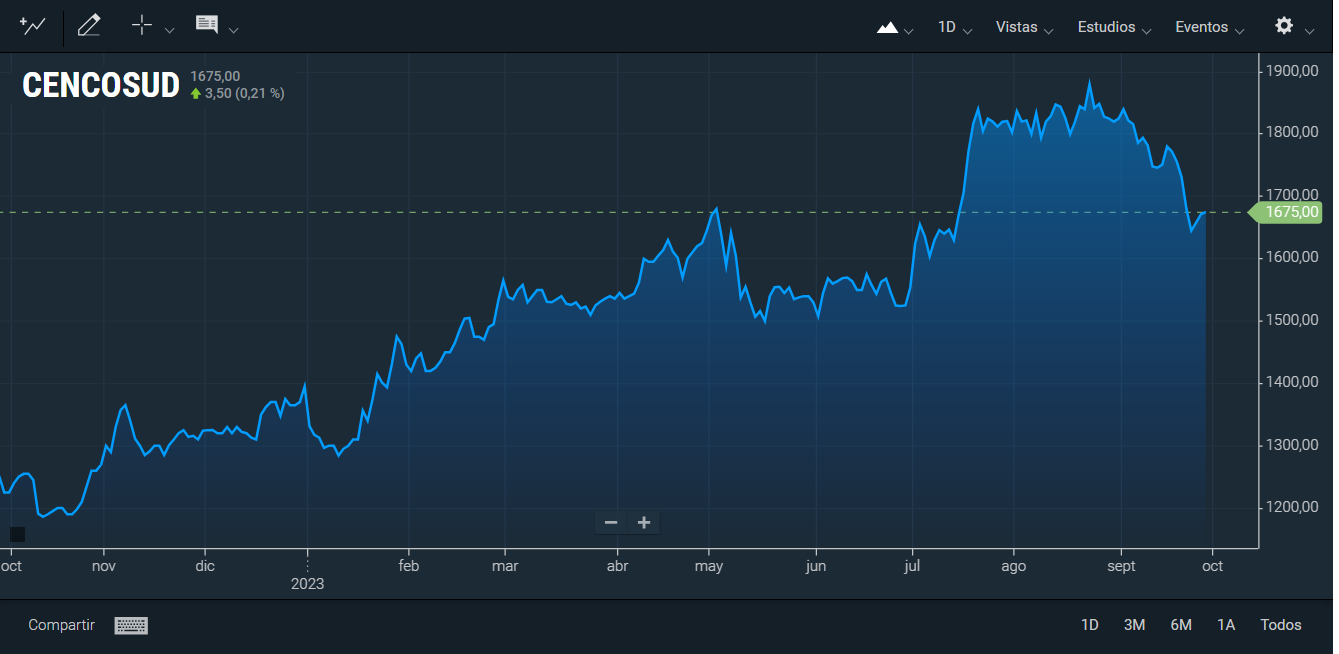 1D Vistas Estudios Eventos
CENCOSUD
1675,00
3,50 (0,21 %)
1900,00
1800,00
1700,00
1675,00
1600,00
1500,00
1400,00
1300,00
1200,00
oct nov dic feb mar abr may jun jul ago sept oct
2023
Compartir 1D 3M 6M 1A Todos